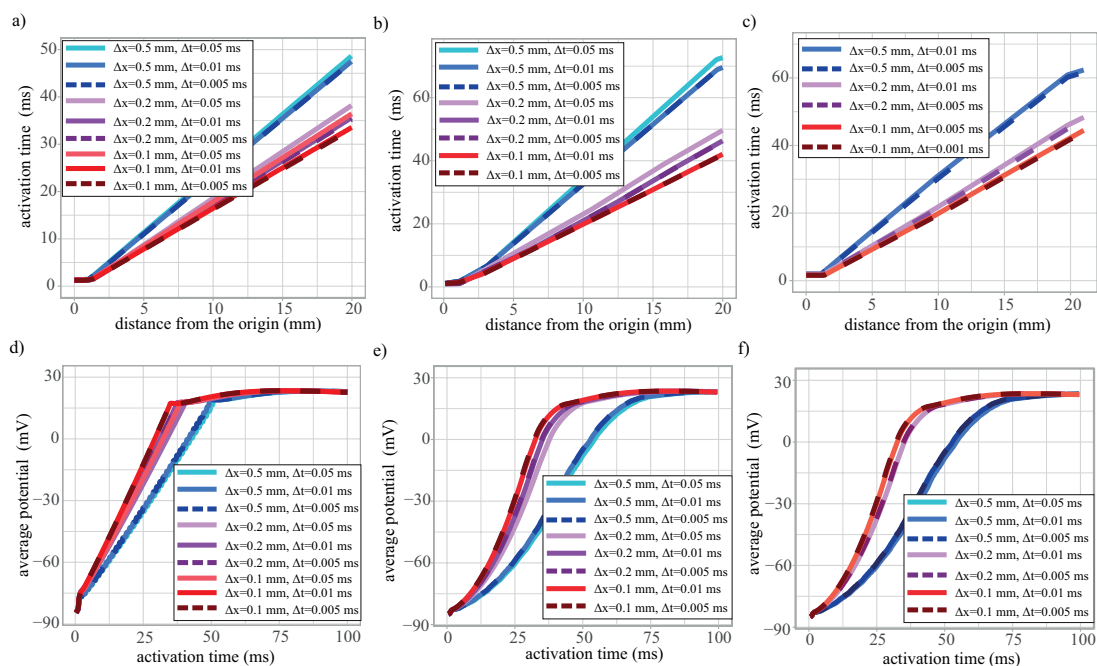 a)
50
40
30
20
10
0
activation time (ms)
Δx=0.5 mm, Δt=0.05 ms
Δx=0.5 mm, Δt=0.01 ms
Δx=0.5 mm, Δt=0.005 ms
Δx=0.2 mm, Δt=0.05 ms
Δx=0.2 mm, Δt=0.01 ms
Δx=0.2 mm, Δt=0.005 ms
Δx=0.1 mm, Δt=0.05 ms
Δx=0.1 mm, Δt=0.01 ms
Δx=0.1 mm, Δt=0.005 ms
0 5 10 15 20
distance from the origin (mm)
b)
80
60
40
20
0
activation time (ms)
Δx=0.5 mm, Δt=0.05 ms
Δx=0.5 mm, Δt=0.01 ms
Δx=0.5 mm, Δt=0.005 ms
Δx=0.2 mm, Δt=0.05 ms
Δx=0.2 mm, Δt=0.01 ms
Δx=0.2 mm, Δt=0.005 ms
Δx=0.1 mm, Δt=0.01 ms
Δx=0.1 mm, Δt=0.005 ms
0 5 10 15 20
distance from the origin (mm)
c)
60
40
20
0
activation time (ms)
Δx=0.5 mm, Δt=0.01 ms
Δx=0.5 mm, Δt=0.005 ms
Δx=0.2 mm, Δt=0.01 ms
Δx=0.2 mm, Δt=0.005 ms
Δx=0.1 mm, Δt=0.005 ms
Δx=0.1 mm, Δt=0.001 ms
0 5 10 15 20
distance from the origin (mm)
d)
30
0
−30
−60
−90
average potential (mV)
Δx=0.5 mm, Δt=0.05 ms
Δx=0.5 mm, Δt=0.01 ms
Δx=0.5 mm, Δt=0.005 ms
Δx=0.2 mm, Δt=0.05 ms
Δx=0.2 mm, Δt=0.01 ms
Δx=0.2 mm, Δt=0.005 ms
Δx=0.1 mm, Δt=0.05 ms
Δx=0.1 mm, Δt=0.01 ms
Δx=0.1 mm, Δt=0.005 ms
0 25 50 75 100
activation time (ms)
e)
30
0
−30
−60
−90
average potential (mV)
Δx=0.5 mm, Δt=0.05 ms
Δx=0.5 mm, Δt=0.01 ms
Δx=0.5 mm, Δt=0.005 ms
Δx=0.2 mm, Δt=0.05 ms
Δx=0.2 mm, Δt=0.01 ms
Δx=0.2 mm, Δt=0.005 ms
Δx=0.1 mm, Δt=0.01 ms
Δx=0.1 mm, Δt=0.005 ms
0 25 50 75 100
activation time (ms)
f)
30
0
−30
−60
−90
average potential (mV)
Δx=0.5 mm, Δt=0.05 ms
Δx=0.5 mm, Δt=0.01 ms
Δx=0.5 mm, Δt=0.005 ms
Δx=0.2 mm, Δt=0.01 ms
Δx=0.2 mm, Δt=0.005 ms
Δx=0.1 mm, Δt=0.01 ms
Δx=0.1 mm, Δt=0.005 ms
0 25 50 75 100
activation time (ms)